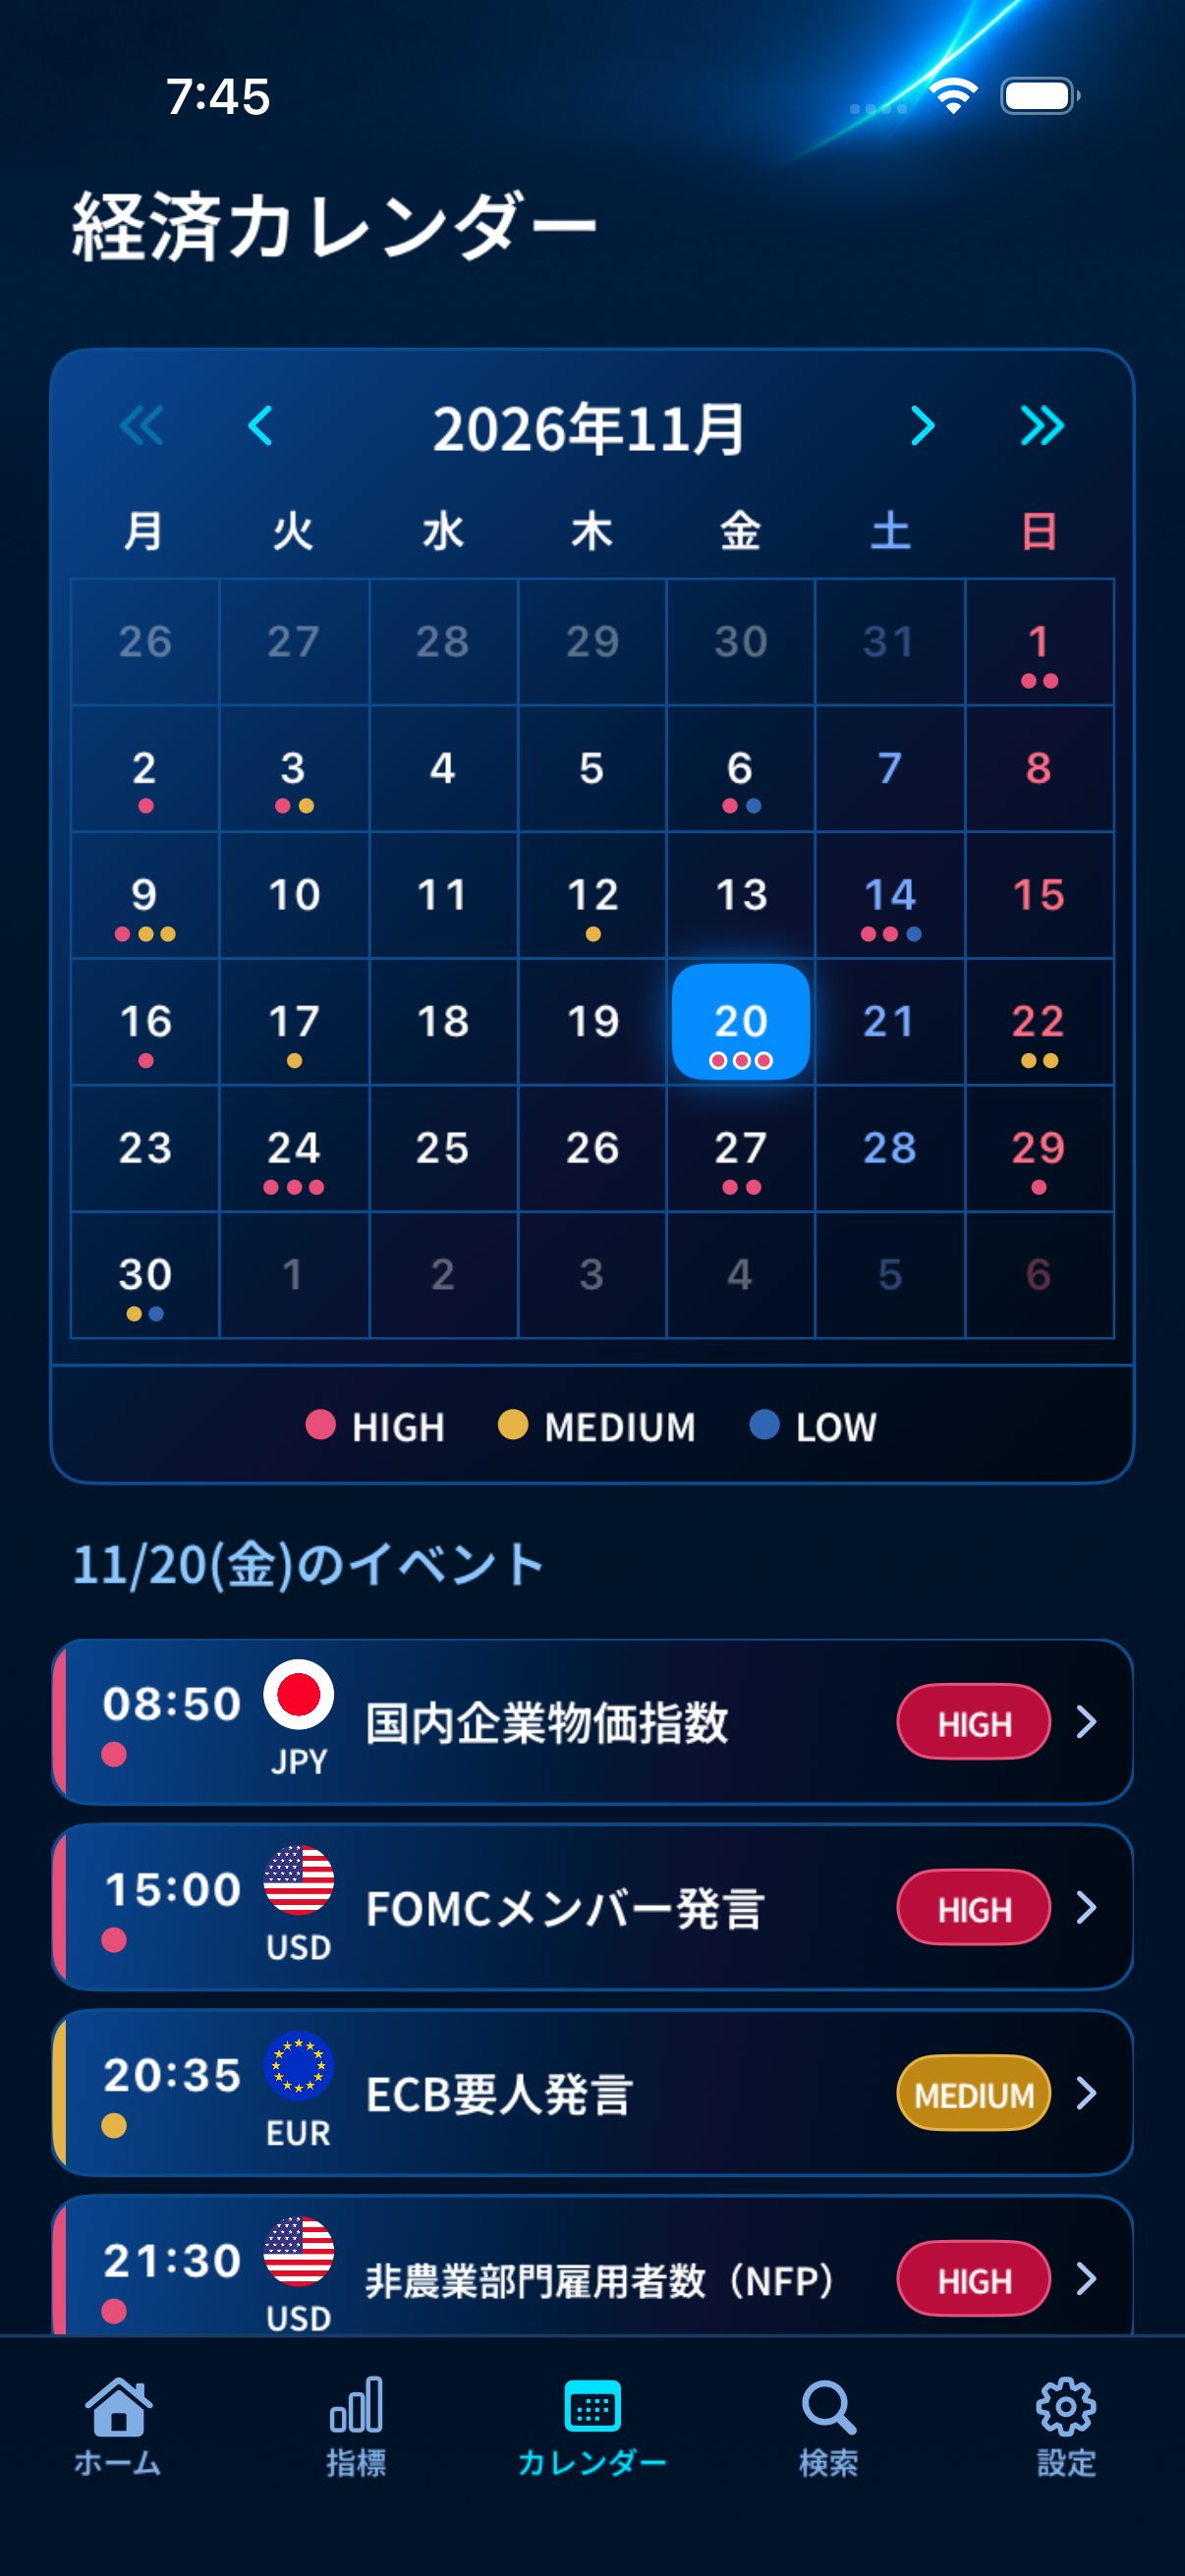 7:45
経済カレンダー
2026年11月
月 火 水 木 金 土 日
26 27 28 29 30 31 1
2 3 4 5 6 7 8
9 10 11 12 13 14 15
16 17 18 19 20 21 22
23 24 25 26 27 28 29
30 1 2 3 4 5 6
HIGH MEDIUM LOW
11/20(金)のイベント
08:50 JPY 国内企業物価指数 HIGH
15:00 USD FOMCメンバー発言 HIGH
20:35 EUR ECB要人発言 MEDIUM
21:30 USD 非農業部門雇用者数（NFP） HIGH
ホーム 指標 カレンダー 検索 設定